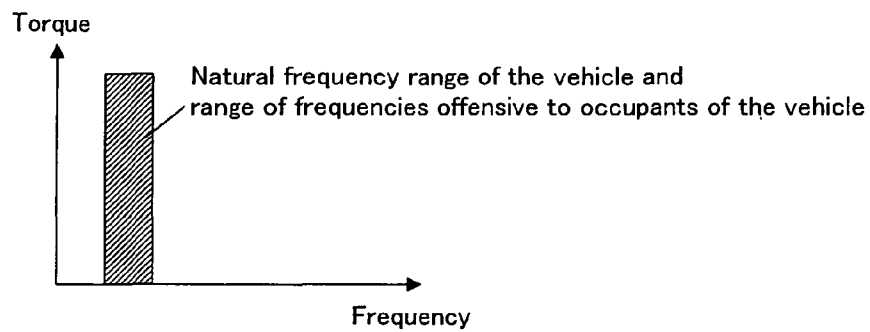 Torque
Natural frequency range of the vehicle and
range of frequencies offensive to occupants of the vehicle
Frequency